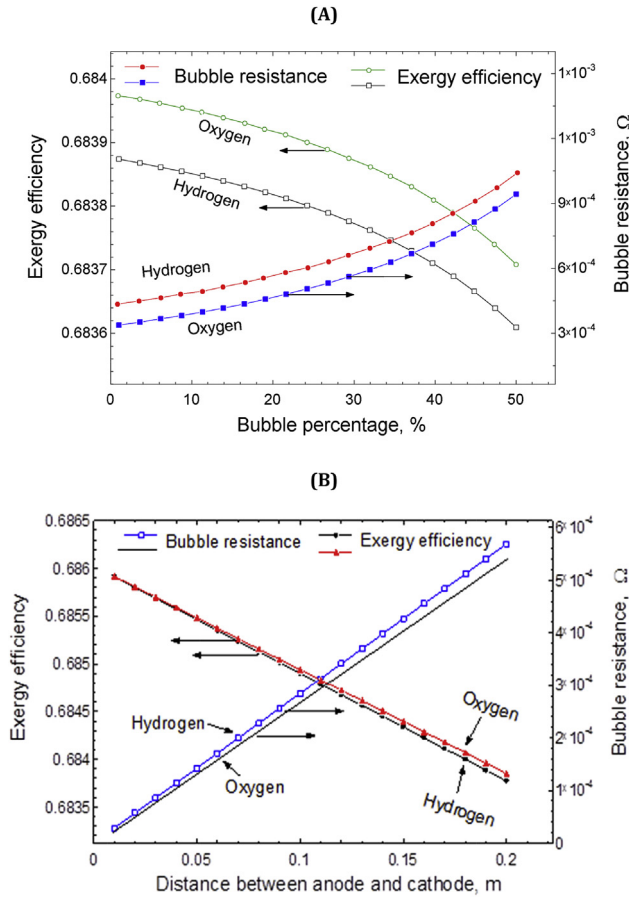 (A)
Bubble resistance
Exergy efficiency
0.684
0.6839
0.6838
0.6837
0.6836
Exergy efficiency
Oxygen
Hydrogen
Hydrogen
Oxygen
1×10⁻³
1×10⁻³
9×10⁻⁴
6×10⁻⁴
3×10⁻⁴
Bubble resistance, Ω
0 10 20 30 40 50
Bubble percentage, %
(B)
Bubble resistance
Exergy efficiency
0.6865
0.686
0.6855
0.685
0.6845
0.684
0.6835
Exergy efficiency
Hydrogen
Oxygen
Oxygen
Hydrogen
6×10⁻⁴
5×10⁻⁴
4×10⁻⁴
3×10⁻⁴
2×10⁻⁴
1×10⁻⁴
0
Bubble resistance, Ω
0 0.05 0.1 0.15 0.2
Distance between anode and cathode, m